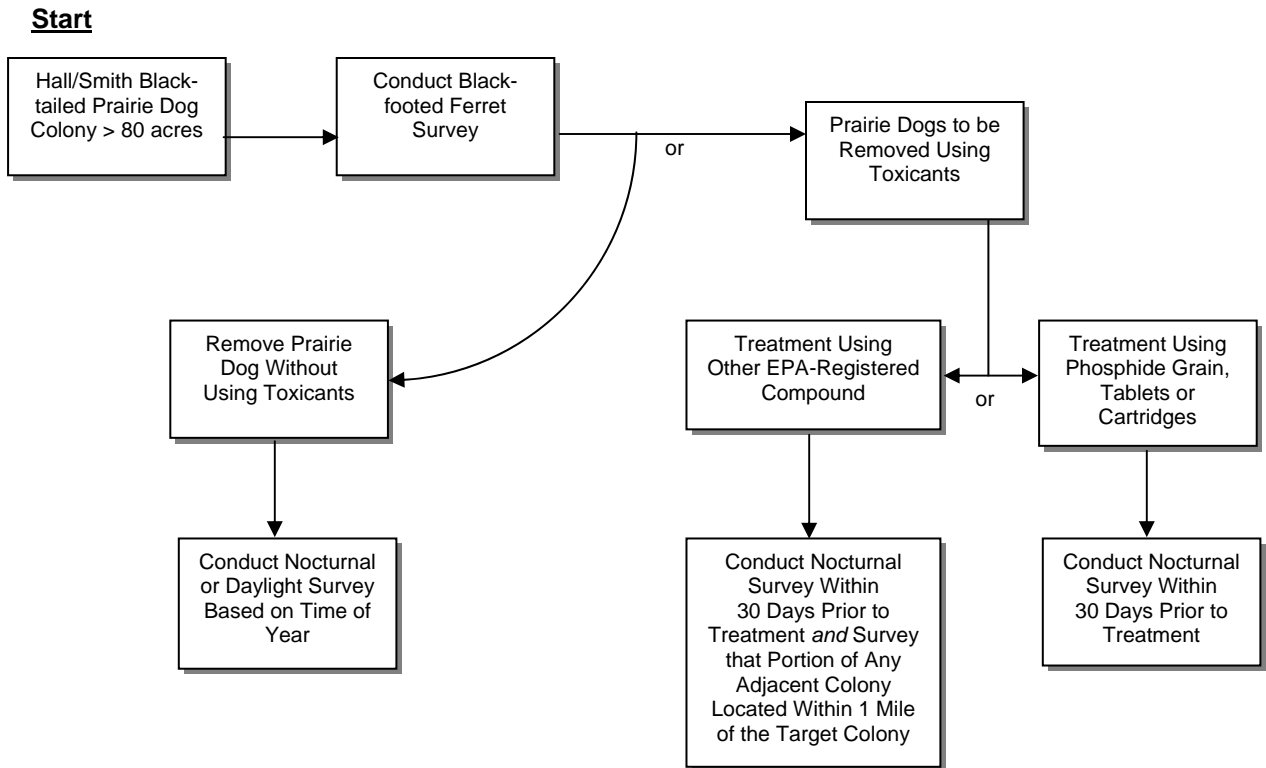 Start
Hall/Smith Black-
tailed Prairie Dog
Colony > 80 acres
Conduct Black-
footed Ferret
Survey
or
Prairie Dogs to be
Removed Using
Toxicants
Remove Prairie
Dog Without
Using Toxicants
Treatment Using
Other EPA-Registered
Compound
or
Treatment Using
Phosphide Grain,
Tablets or
Cartridges
Conduct Nocturnal
or Daylight Survey
Based on Time of
Year
Conduct Nocturnal
Survey Within
30 Days Prior to
Treatment and Survey
that Portion of Any
Adjacent Colony
Located Within 1 Mile
of the Target Colony
Conduct Nocturnal
Survey Within
30 Days Prior to
Treatment